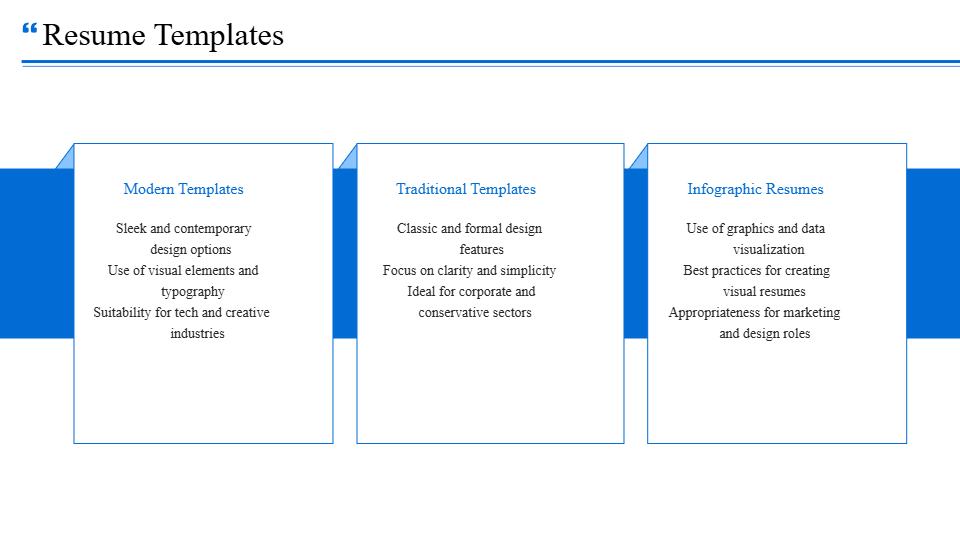 “Resume Templates
Modern Templates
Sleek and contemporary
design options
Use of visual elements and
typography
Suitability for tech and creative
industries
Traditional Templates
Classic and formal design
features
Focus on clarity and simplicity
Ideal for corporate and
conservative sectors
Infographic Resumes
Use of graphics and data
visualization
Best practices for creating
visual resumes
Appropriateness for marketing
and design roles